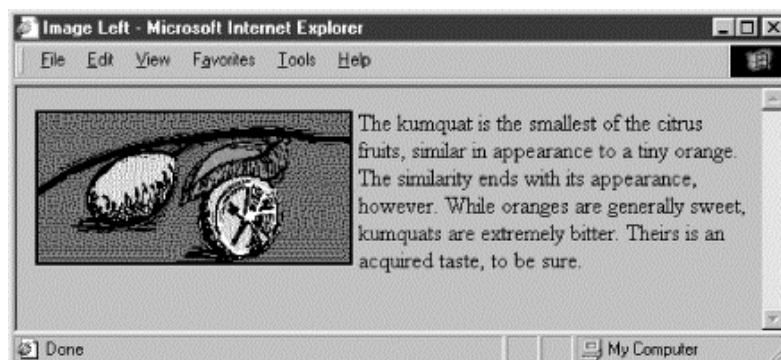 Image Left - Microsoft Internet Explorer
File Edit View Favorites Tools Help
The kumquat is the smallest of the citrus
fruits, similar in appearance to a tiny orange.
The similarity ends with its appearance,
however. While oranges are generally sweet,
kumquats are extremely bitter. Theirs is an
acquired taste, to be sure.
Done My Computer